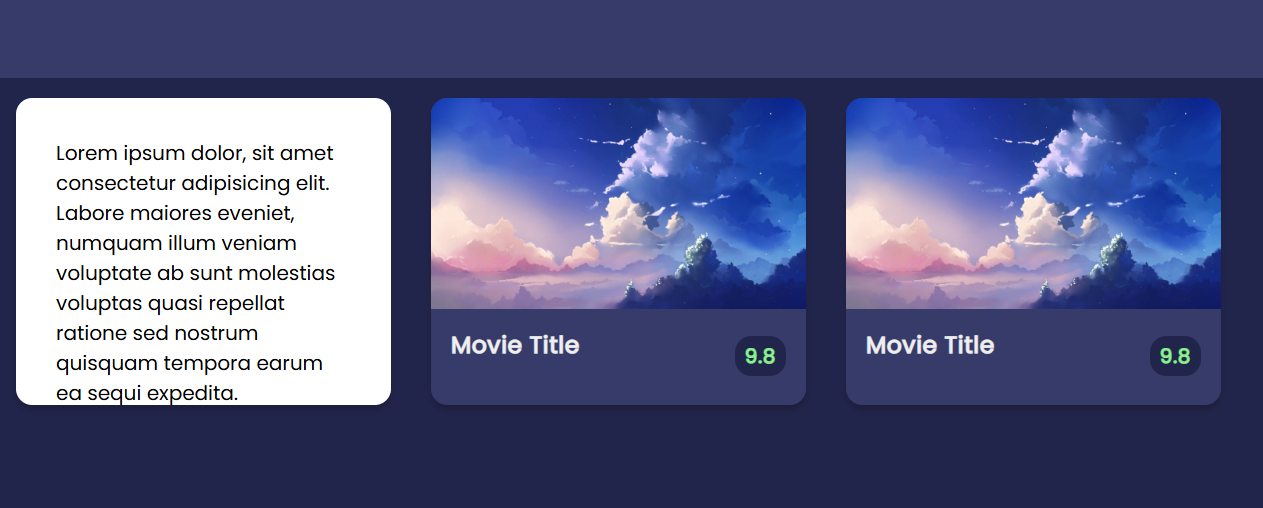 Lorem ipsum dolor, sit amet
consectetur adipisicing elit.
Labore maiores eveniet,
numquam illum veniam
voluptate ab sunt molestias
voluptas quasi repellat
ratione sed nostrum
quisquam tempora earum
ea sequi expedita.
Movie Title
9.8
Movie Title
9.8